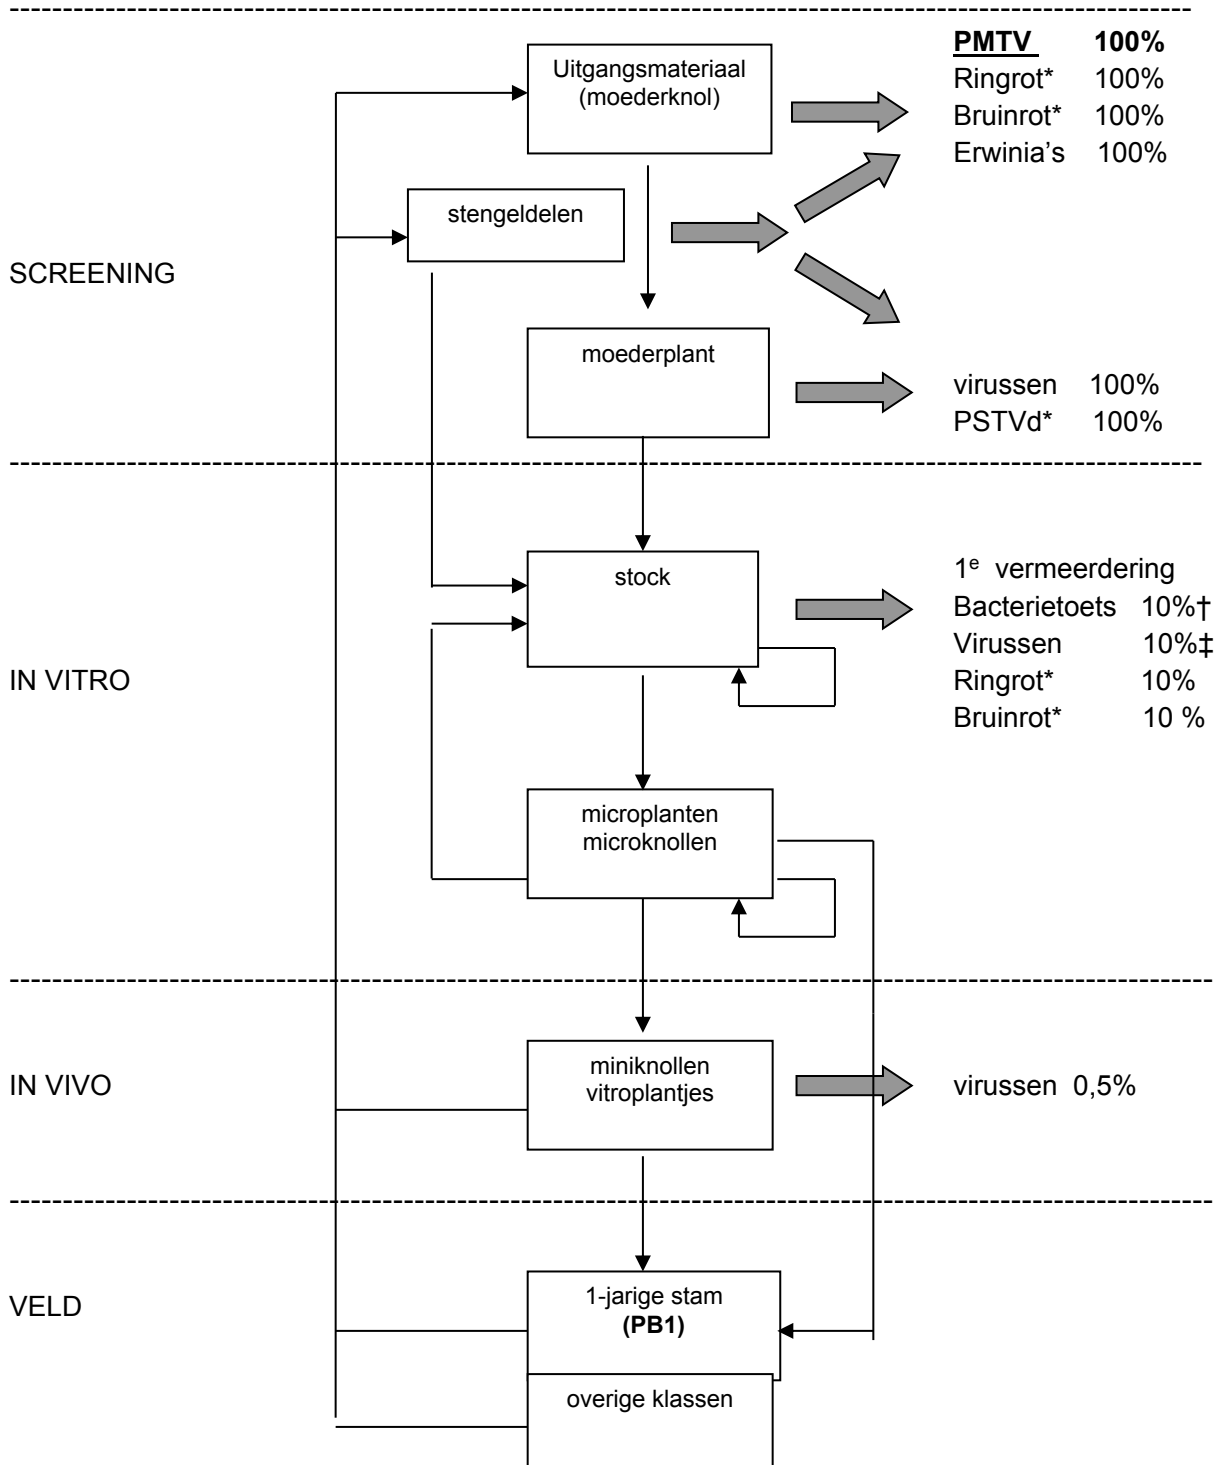 PMTV 100%
Uitgangsmateriaal
(moederknol)
Ringrot* 100%
Bruinrot* 100%
Erwinia's 100%
stengeldelen
SCREENING
moederplant
virussen 100%
PSTVd* 100%
stock
1e vermeerdering
Bacterietoets 10%†
Virussen 10%‡
IN VITRO
Ringrot* 10%
Bruinrot* 10 %
microplanten
microknollen
miniknollen
vitroplantjes
IN VIVO
virussen 0,5%
1-jarige stam
(PB1)
VELD
overige klassen